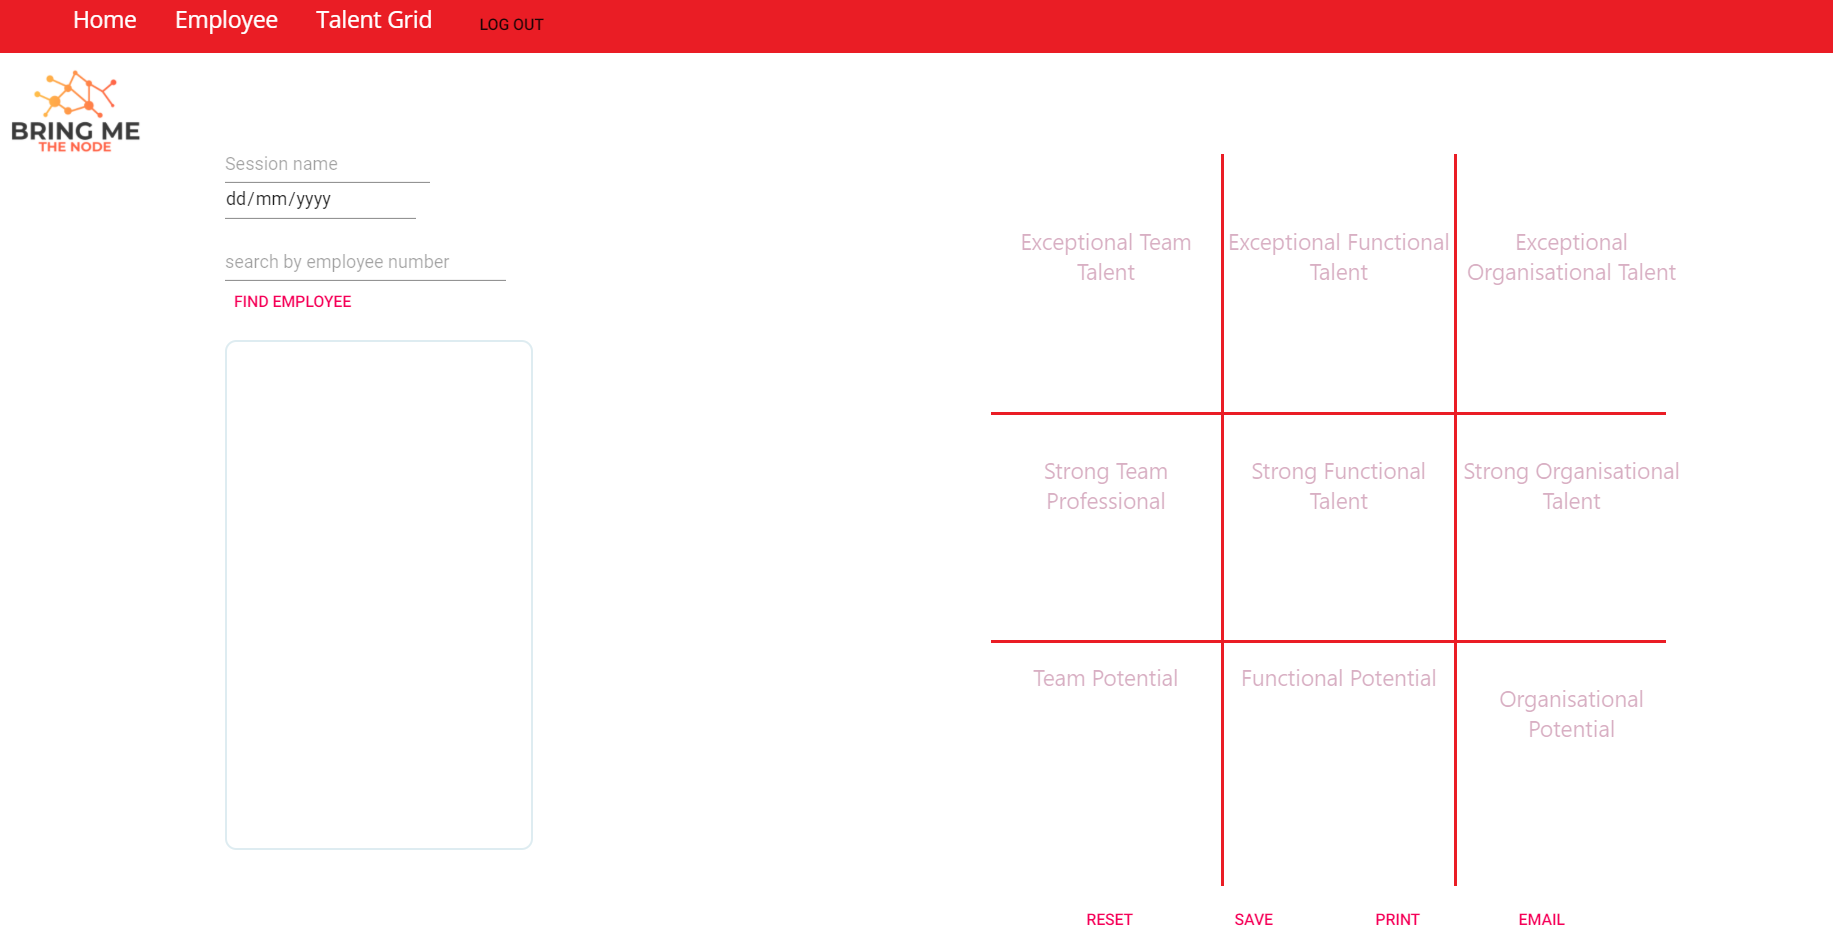 Home Employee Talent Grid LOG OUT
BRING ME
THE NODE
Session name
dd/mm/yyyy
search by employee number
FIND EMPLOYEE
Exceptional Team
Talent
Exceptional Functional
Talent
Exceptional
Organisational Talent
Strong Team
Professional
Strong Functional
Talent
Strong Organisational
Talent
Team Potential
Functional Potential
Organisational
Potential
RESET SAVE PRINT EMAIL